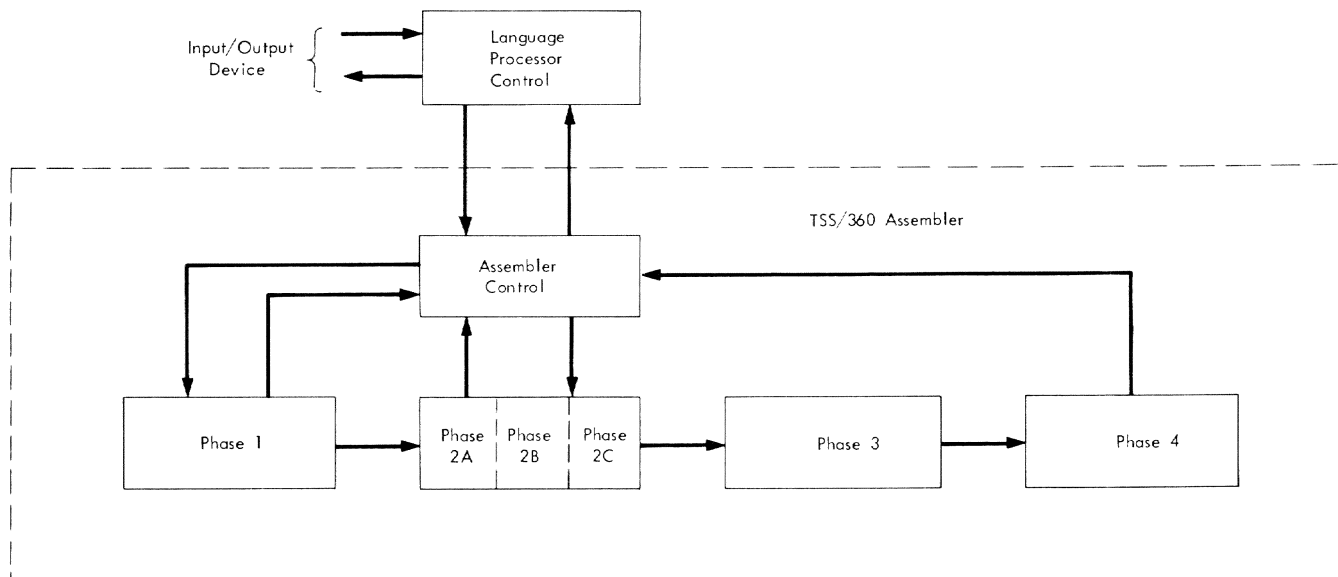 Input/Output
Device
Language
Processor
Control
TSS/360 Assembler
Assembler
Control
Phase 1
Phase
2A
Phase
2B
Phase
2C
Phase 3
Phase 4